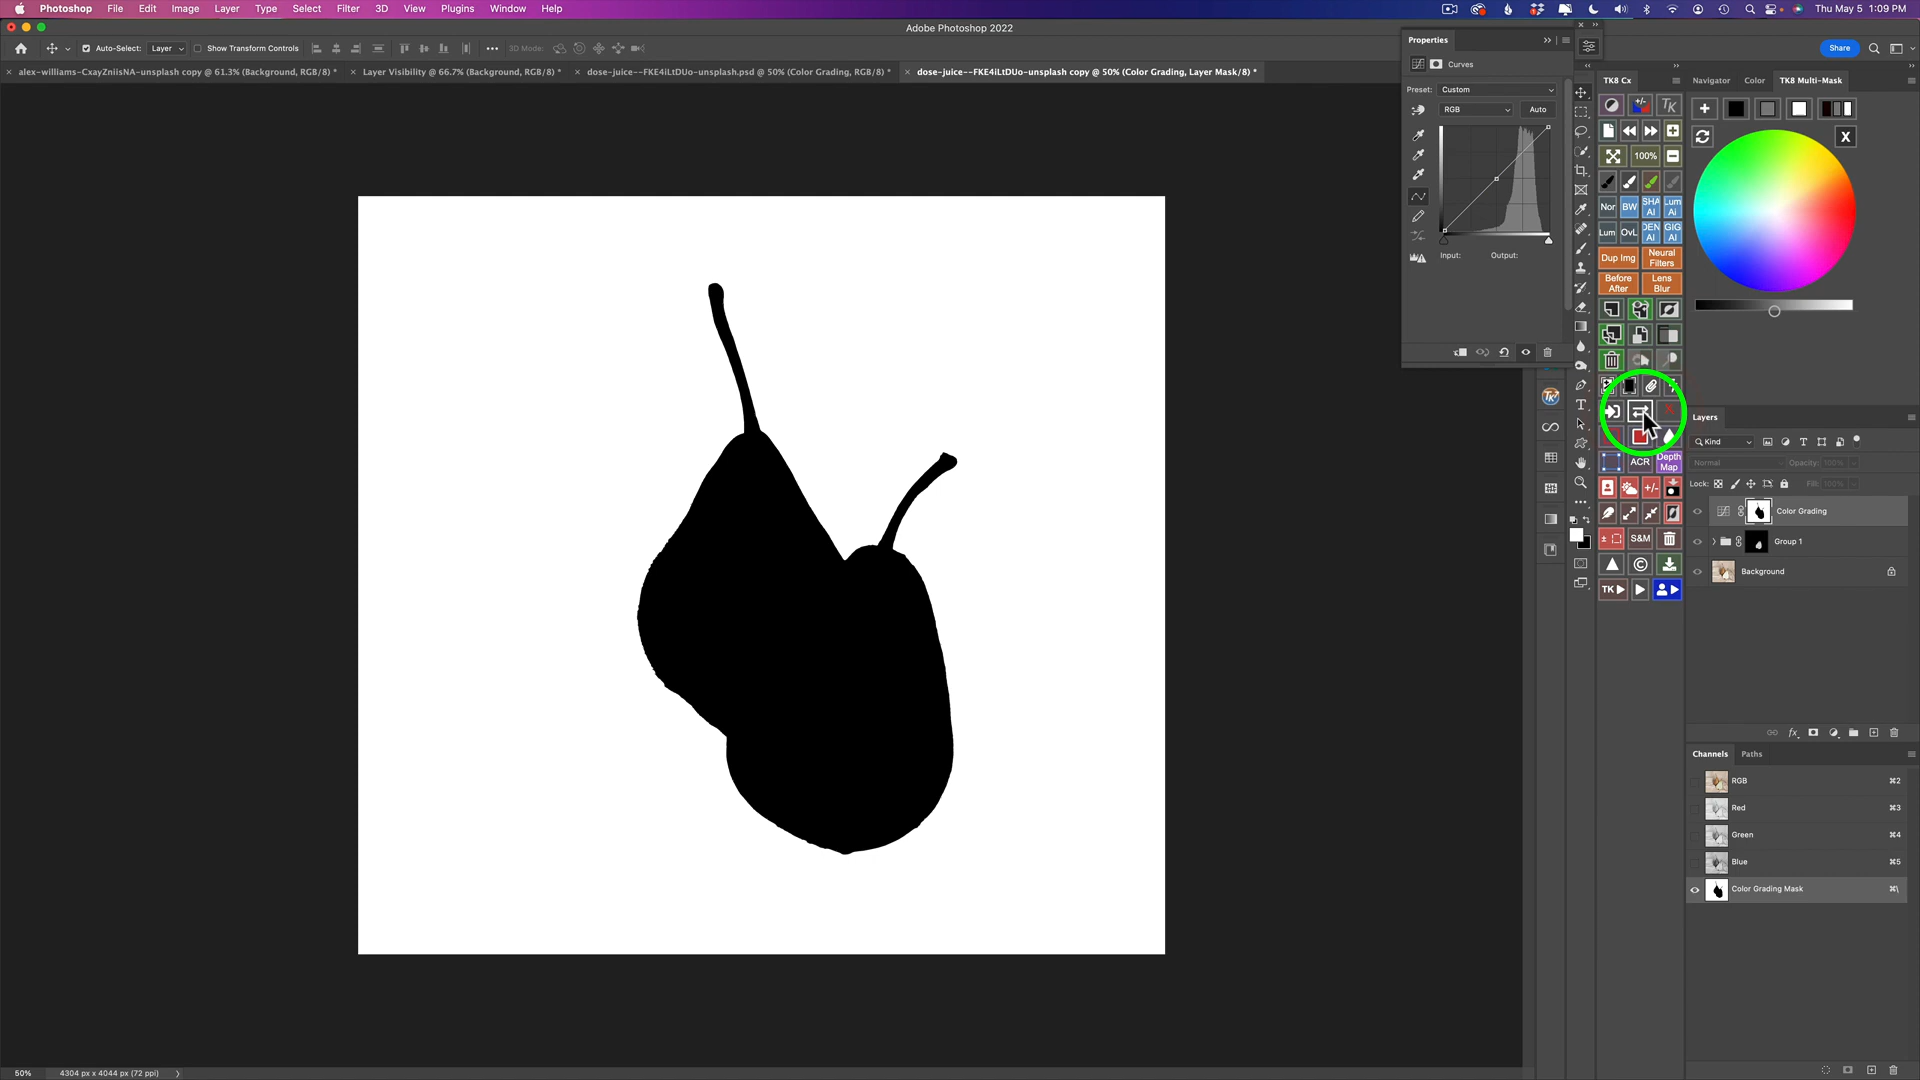 Photoshop File Edit Image Layer Type Select Filter 3D View Plugins Window Help Thu May 5 1:09 PM
Adobe Photoshop 2022
Auto-Select: Layer Show Transform Controls 3D Mode: Share
alex-williams-CxayZniisNA-unsplash copy @ 61.3% (Background, RGB/8) * Layer Visibility @ 66.7% (Background, RGB/8) * dose-juice--FKE4iLtDUo-unsplash.psd @ 50% (Color Grading, RGB/8) * dose-juice--FKE4iLtDUo-unsplash copy @ 50% (Color Grading, Layer Mask/8) *
Properties
Curves
Preset: Custom
RGB Auto
Input: Output:
TK8 Cx
TK
100%
Nor BW SHA AI Lum AI
Lum OvL DEN AI GIG AI
Dup Img Neural Filters
Before After Lens Blur
ACR Depth Map
+/-
S&M
TK
Navigator Color TK8 Multi-Mask
X
Layers
Kind
Normal Opacity: 100%
Lock: Fill: 100%
Color Grading
Group 1
Background
Channels Paths
RGB ⌘2
Red ⌘3
Green ⌘4
Blue ⌘5
Color Grading Mask ⌘\
50% 4304 px x 4044 px (72 ppi)